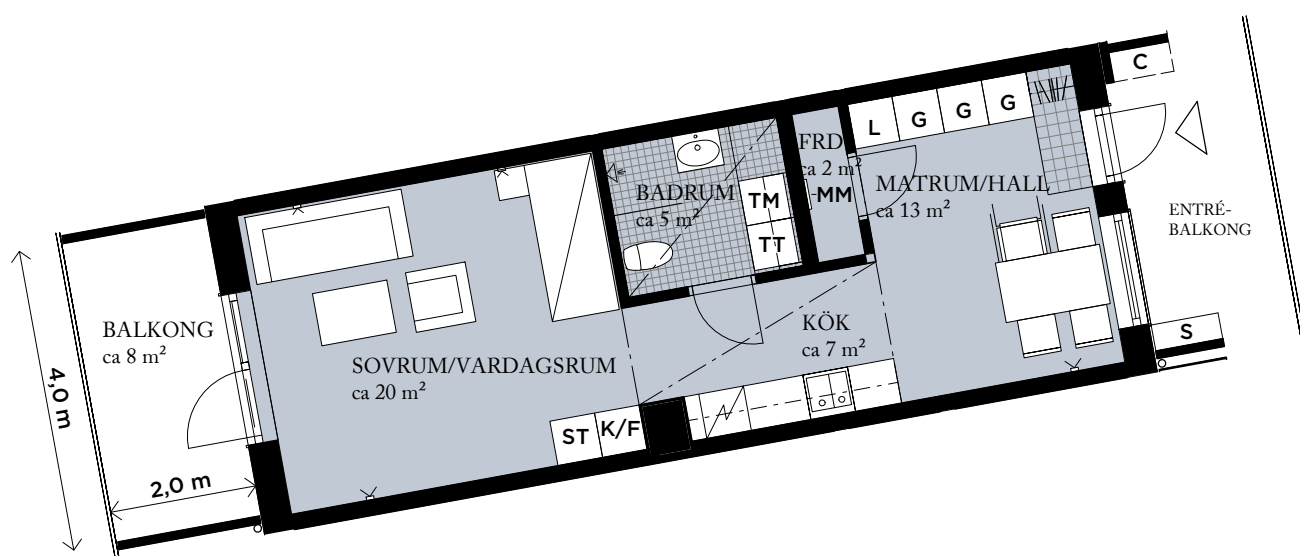 BALKONG
ca 8 m²
4,0 m
2,0 m
SOVRUM/VARDAGSRUM
ca 20 m²
ST
K/F
BADRUM
ca 5 m²
TM
TT
FRD
ca 2 m²
MM
L
G
G
G
MATRUM/HALL
ca 13 m²
KÖK
ca 7 m²
C
ENTRÉ-
BALKONG
S